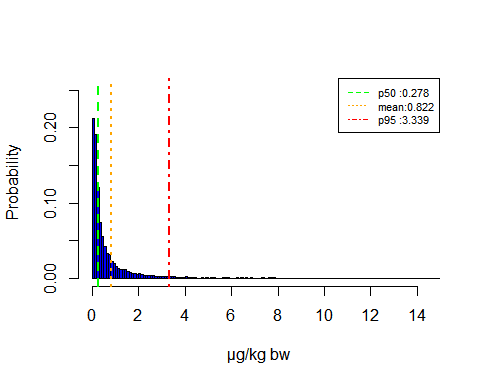 p50 :0.278
mean:0.822
p95 :3.339
Probability
0.00
0.10
0.20
0 2 4 6 8 10 12 14
µg/kg bw